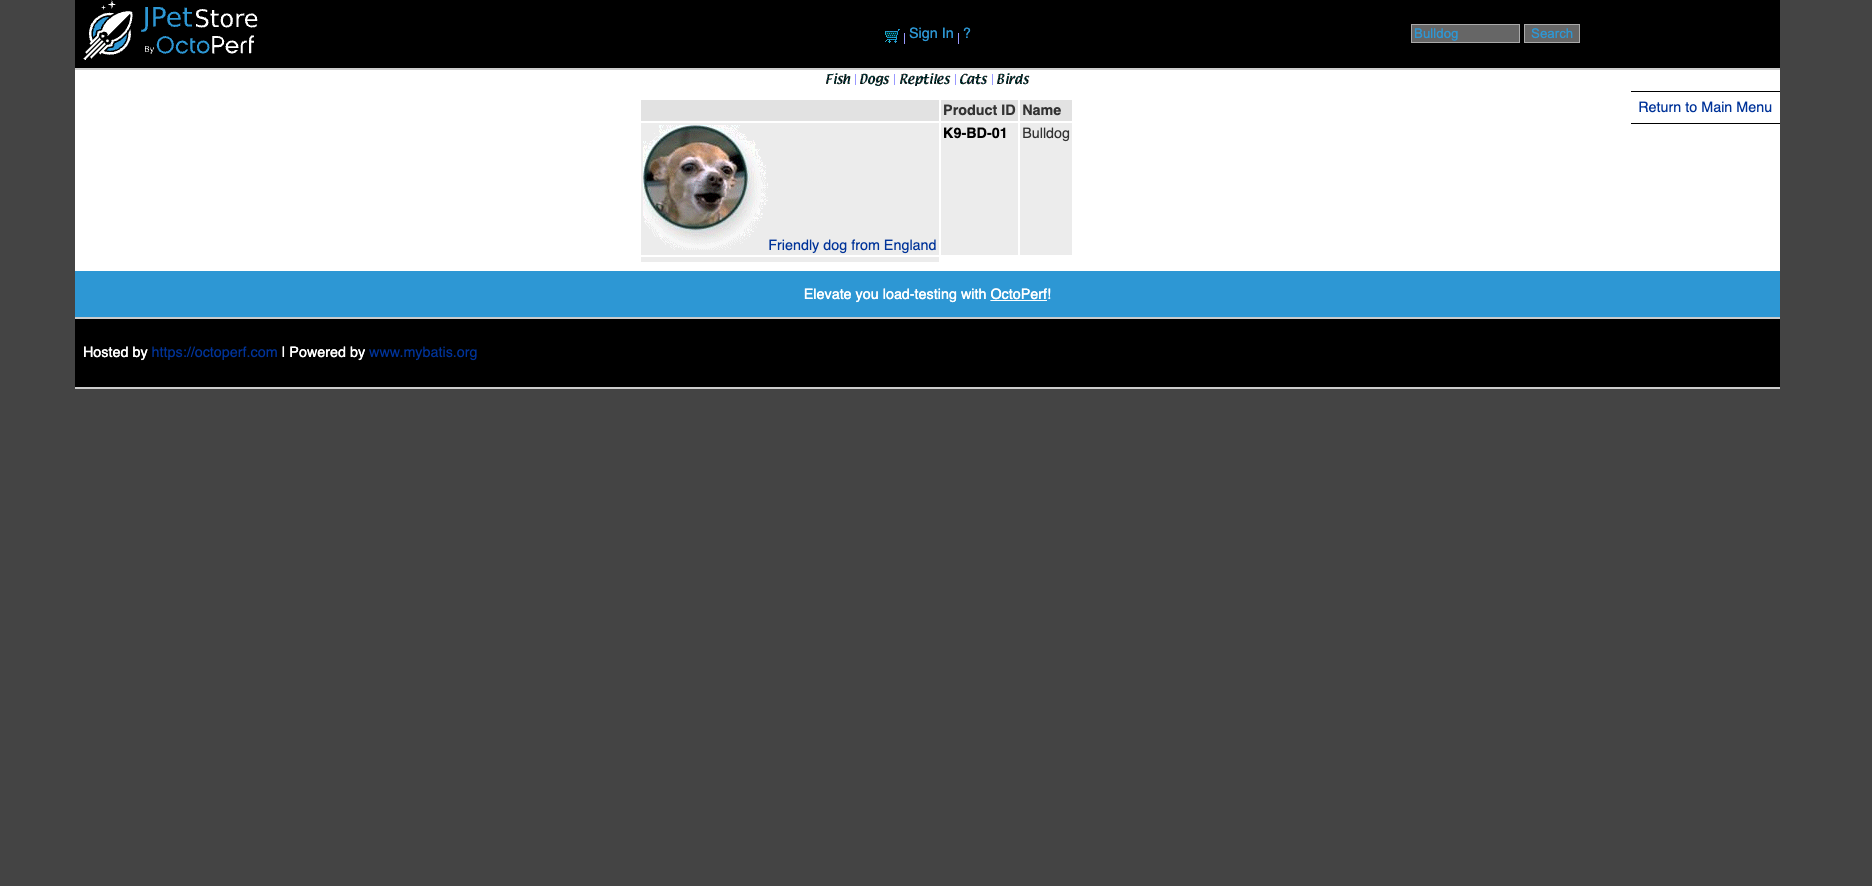 JPetStore
By OctoPerf
Sign In ?
Bulldog Search
Fish Dogs Reptiles Cats Birds
Return to Main Menu
Product ID Name
K9-BD-01 Bulldog
Friendly dog from England
Elevate you load-testing with OctoPerf!
Hosted by https://octoperf.com | Powered by www.mybatis.org